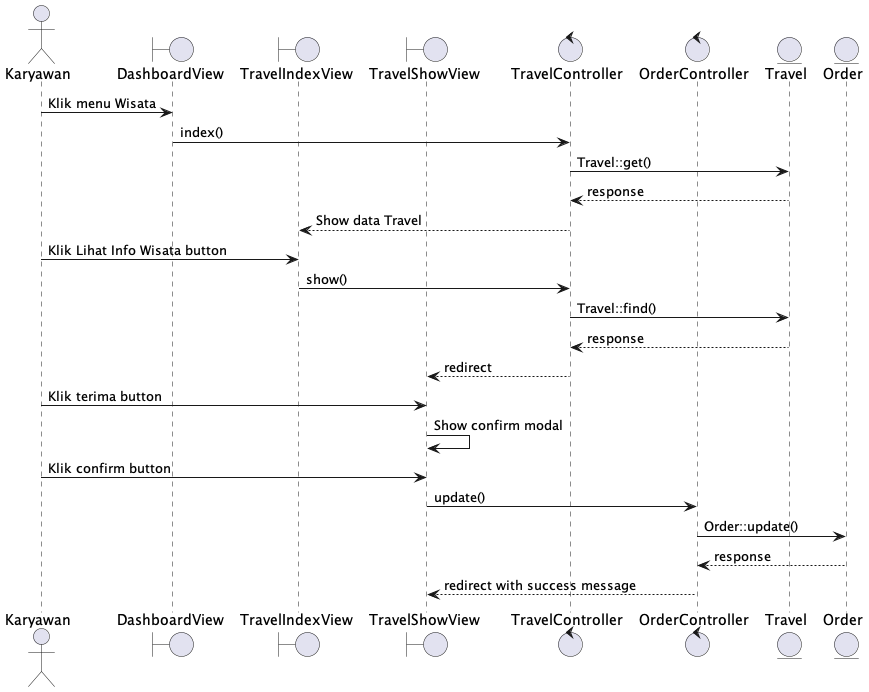 Karyawan DashboardView TravelIndexView TravelShowView TravelController OrderController Travel Order
Klik menu Wisata
index()
Travel::get()
response
Show data Travel
Klik Lihat Info Wisata button
show()
Travel::find()
response
redirect
Klik terima button
Show confirm modal
Klik confirm button
update()
Order::update()
response
redirect with success message
Karyawan DashboardView TravelIndexView TravelShowView TravelController OrderController Travel Order